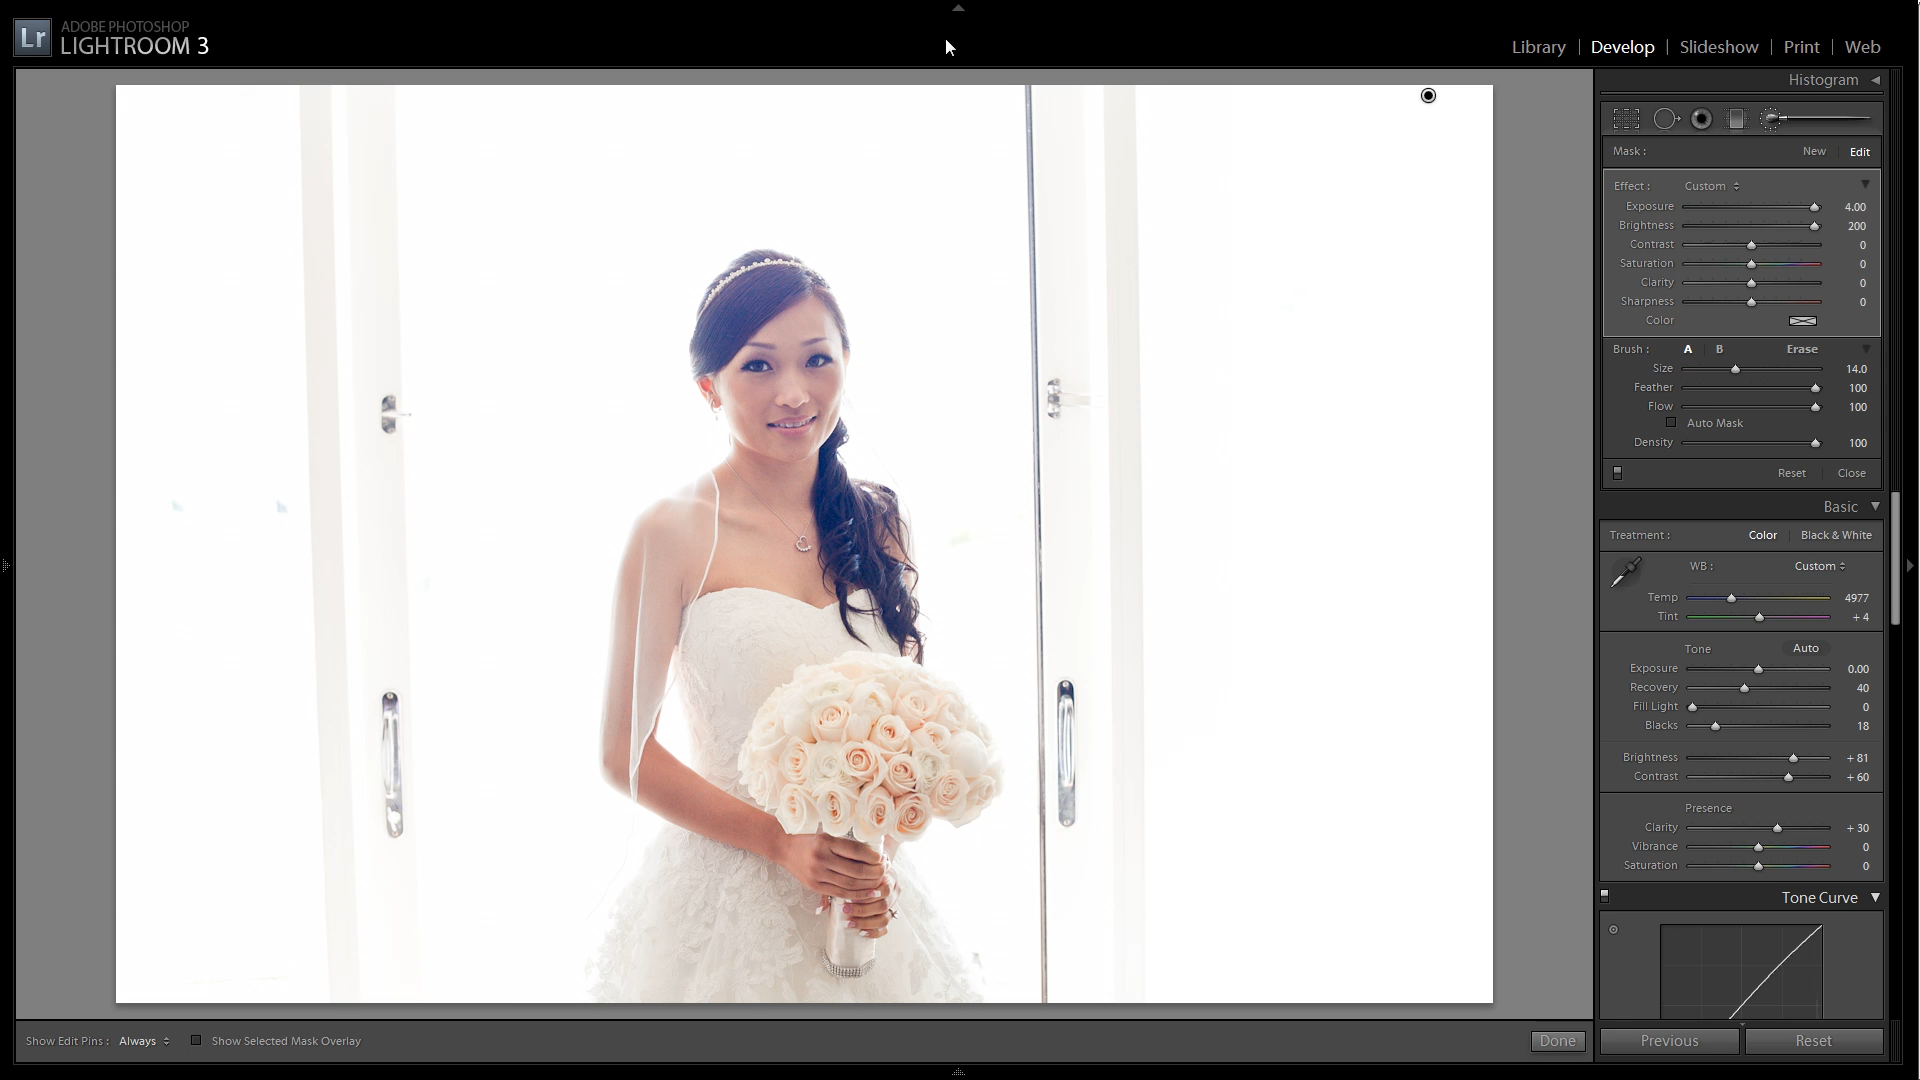 Lr ADOBE PHOTOSHOP
LIGHTROOM 3
Library | Develop | Slideshow | Print | Web
Histogram
Mask : New Edit
Effect : Custom
Exposure 4.00
Brightness 200
Contrast 0
Saturation 0
Clarity 0
Sharpness 0
Color
Brush : A B Erase
Size 14.0
Feather 100
Flow 100
Auto Mask
Density 100
Reset Close
Basic
Treatment : Color Black & White
WB : Custom
Temp 4977
Tint + 4
Tone Auto
Exposure 0.00
Recovery 40
Fill Light 0
Blacks 18
Brightness + 81
Contrast + 60
Presence
Clarity + 30
Vibrance 0
Saturation 0
Tone Curve
Show Edit Pins : Always Show Selected Mask Overlay Done Previous Reset